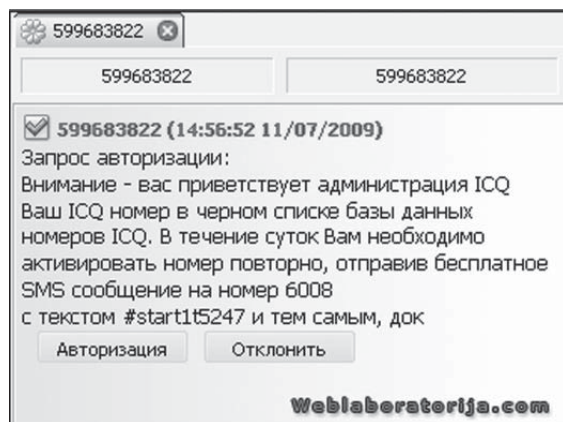 599683822
599683822 599683822
599683822 (14:56:52 11/07/2009)
Запрос авторизации:
Внимание - вас приветствует администрация ICQ
Ваш ICQ номер в черном списке базы данных
номеров ICQ. В течение суток Вам необходимо
активировать номер повторно, отправив бесплатное
SMS сообщение на номер 6008
с текстом #start1t5247 и тем самым, док
Авторизация Отклонить
Weblaboratorija.com